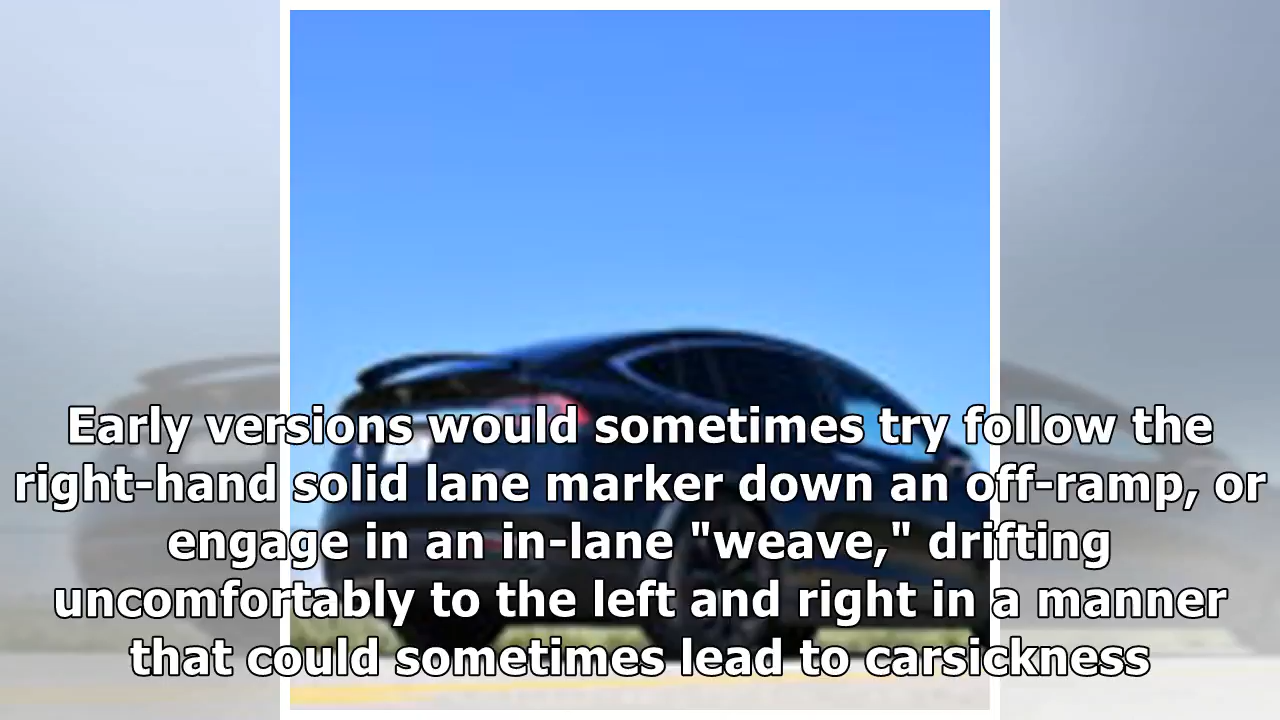 Early versions would sometimes try follow the
right-hand solid lane marker down an off-ramp, or
engage in an in-lane "weave," drifting
uncomfortably to the left and right in a manner
that could sometimes lead to carsickness